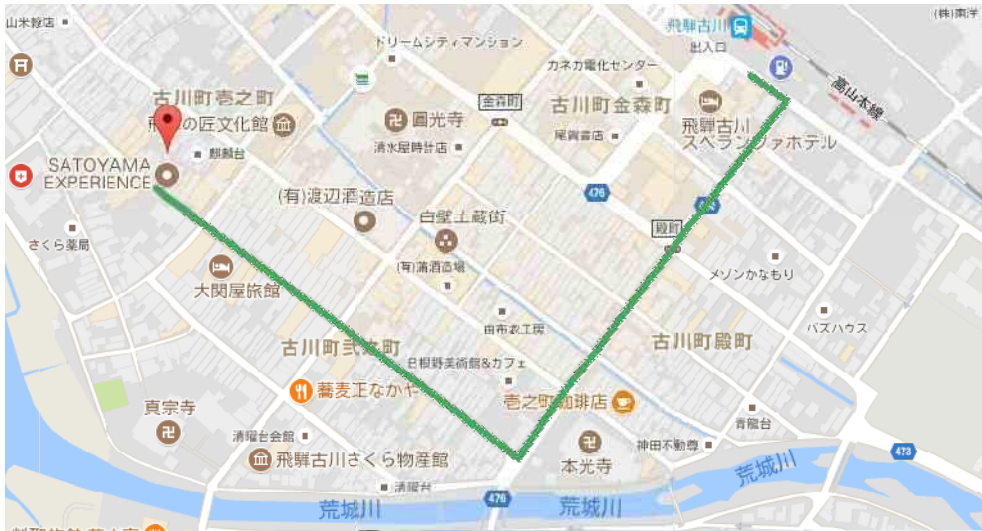 山米穀店
(株)南洋
飛騨古川
出入口
ドリームシティマンション
カネカ電化センター
高山本線
古川町壱之町
金森町
古川町金森町
の匠文化館
圓光寺
尾賀書店
飛騨古川
スペランツァホテル
清水屋時計店
麒麟台
SATOYAMA
EXPERIENCE
476
(有)渡辺酒造店
白壁土蔵街
殿町
さくら薬局
(有)蒲酒造場
メゾンかなもり
大関屋旅館
由布衣工房
バズハウス
古川町弐之町
古川町殿町
日根野美術館&カフェ
蕎麦正なかや
壱之町珈琲店
真宗寺
青龍台
清曜台会館
神田不動尊
飛騨古川さくら物産館
本光寺
473
荒城川
清曜台
476
荒城川
荒城川